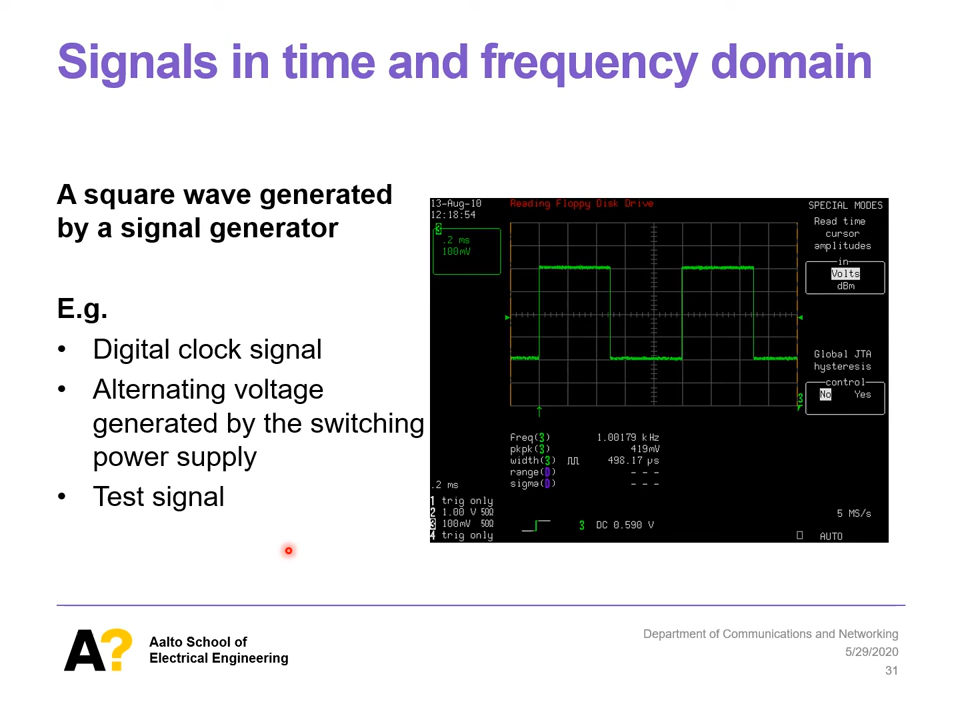 Signals in time and frequency domain
A square wave generated
by a signal generator
E.g.
• Digital clock signal
• Alternating voltage
generated by the switching
power supply
• Test signal
13-Aug-10
12:18:54
Reading Floppy Disk Drive
3
.2 ms
100mV
SPECIAL MODES
Read time
cursor
amplitudes
in
Volts
dBm
Global JTA
hysteresis
control
No Yes
3
Freq(3) 1.00179 kHz
pkpk(3) 419mV
width(3) 498.17 µs
range(D) - - -
sigma(D) - - -
.2 ms
1 trig only
2 1.00 V 50Ω
3 100mV 50Ω
4 trig only
3 DC 0.590 V
5 MS/s
AUTO
A?
Aalto School of
Electrical Engineering
Department of Communications and Networking
5/29/2020
31